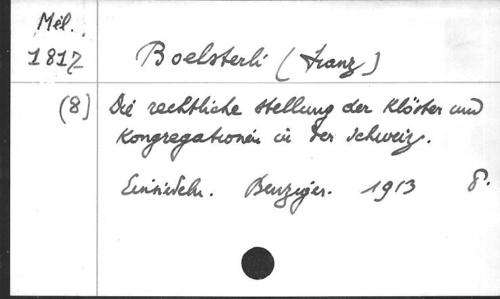 Mél.
1817 Boelsterli (Franz)
(8) Die rechtliche Stellung der Klöster und
Kongregationen in der Schweiz.
Einsiedeln. Benziger. 1913 8.